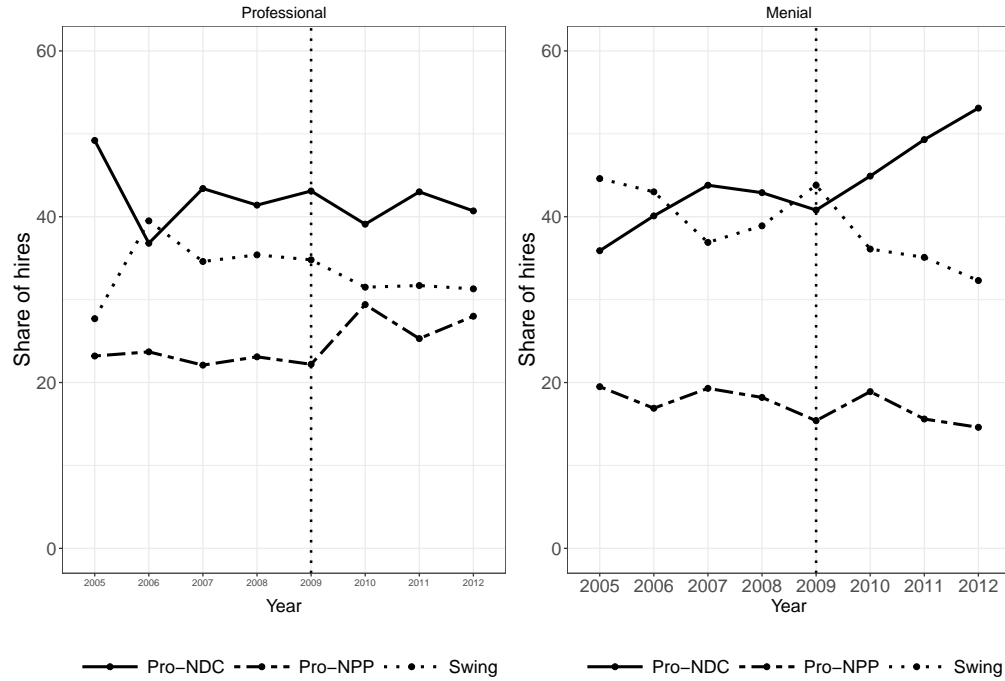 Professional
Share of hires
60
40
20
0
2005 2006 2007 2008 2009 2010 2011 2012
Year
Pro−NDC Pro−NPP Swing
Menial
Share of hires
60
40
20
0
2005 2006 2007 2008 2009 2010 2011 2012
Year
Pro−NDC Pro−NPP Swing